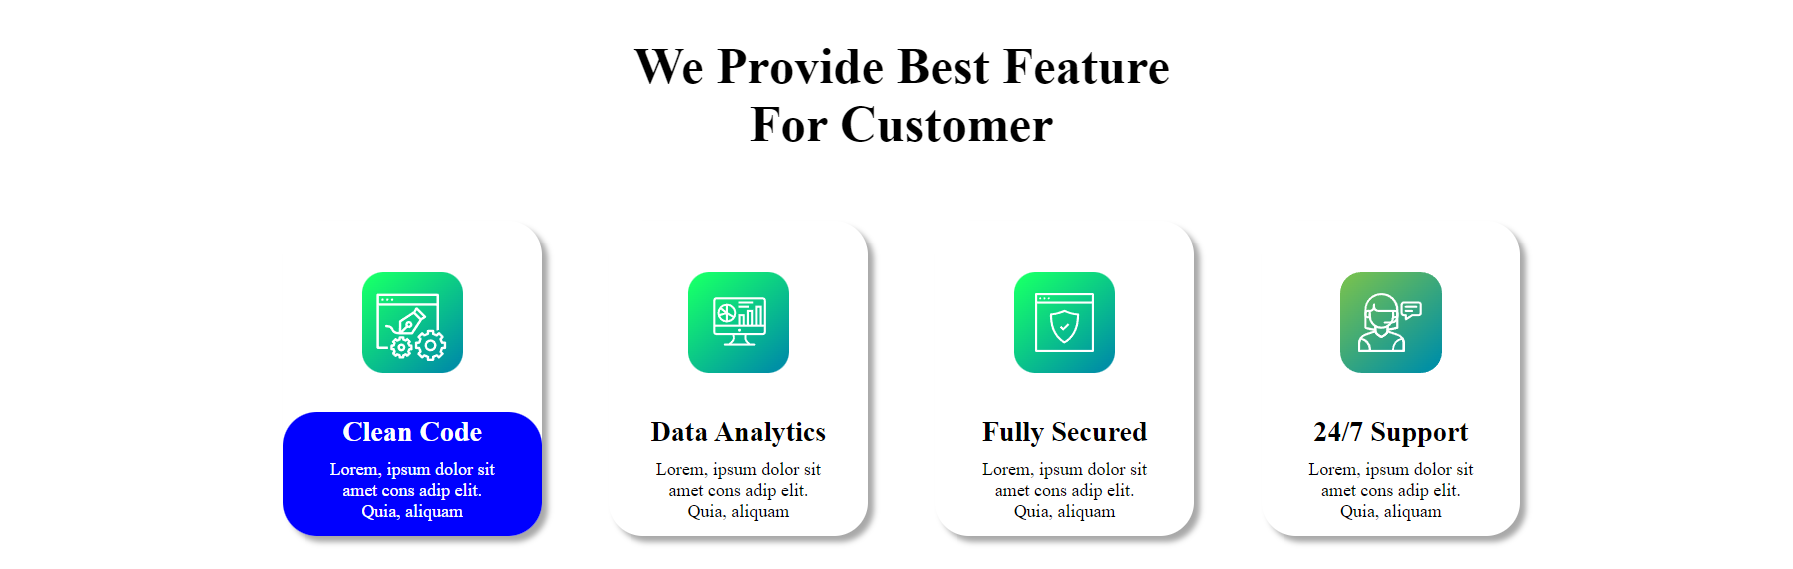 We Provide Best Feature
For Customer
Clean Code
Lorem, ipsum dolor sit
amet cons adip elit.
Quia, aliquam
Data Analytics
Lorem, ipsum dolor sit
amet cons adip elit.
Quia, aliquam
Fully Secured
Lorem, ipsum dolor sit
amet cons adip elit.
Quia, aliquam
24/7 Support
Lorem, ipsum dolor sit
amet cons adip elit.
Quia, aliquam